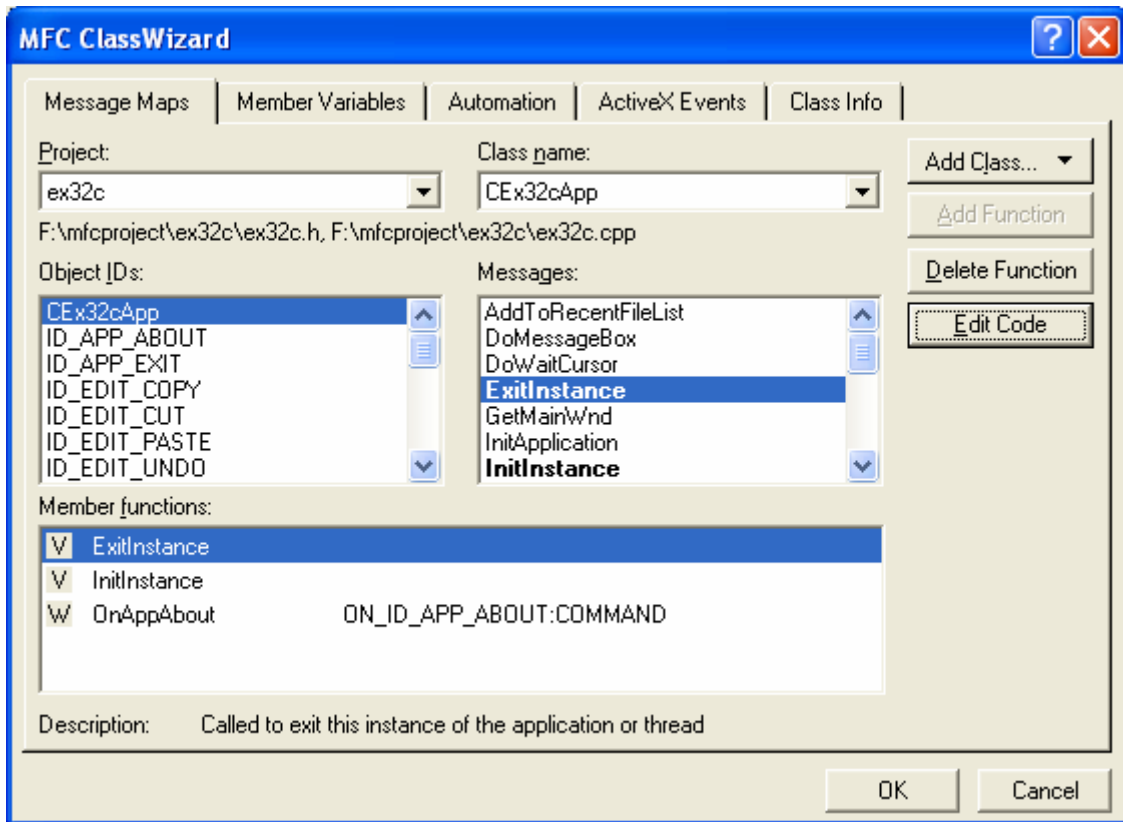 MFC ClassWizard
Message Maps Member Variables Automation ActiveX Events Class Info
Project:
ex32c
Class name:
CEx32cApp
Add Class...
Add Function
Delete Function
Edit Code
F:\mfcproject\ex32c\ex32c.h, F:\mfcproject\ex32c\ex32c.cpp
Object IDs:
CEx32cApp
ID_APP_ABOUT
ID_APP_EXIT
ID_EDIT_COPY
ID_EDIT_CUT
ID_EDIT_PASTE
ID_EDIT_UNDO
Messages:
AddToRecentFileList
DoMessageBox
DoWaitCursor
ExitInstance
GetMainWnd
InitApplication
InitInstance
Member functions:
V ExitInstance
V InitInstance
W OnAppAbout ON_ID_APP_ABOUT:COMMAND
Description: Called to exit this instance of the application or thread
OK Cancel